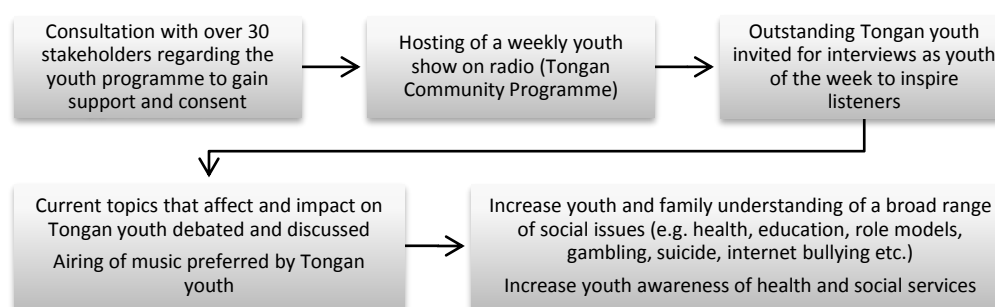 Consultation with over 30
stakeholders regarding the
youth programme to gain
support and consent
Hosting of a weekly youth
show on radio (Tongan
Community Programme)
Outstanding Tongan youth
invited for interviews as youth
of the week to inspire
listeners
Current topics that affect and impact on
Tongan youth debated and discussed
Airing of music preferred by Tongan
youth
Increase youth and family understanding of a broad range
of social issues (e.g. health, education, role models,
gambling, suicide, internet bullying etc.)
Increase youth awareness of health and social services